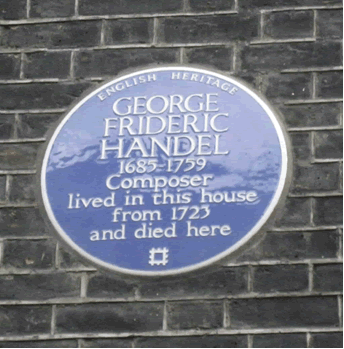 ENGLISH HERITAGE
GEORGE
FRIDERIC
HANDEL
1685-1759
Composer
lived in this house
from 1723
and died here